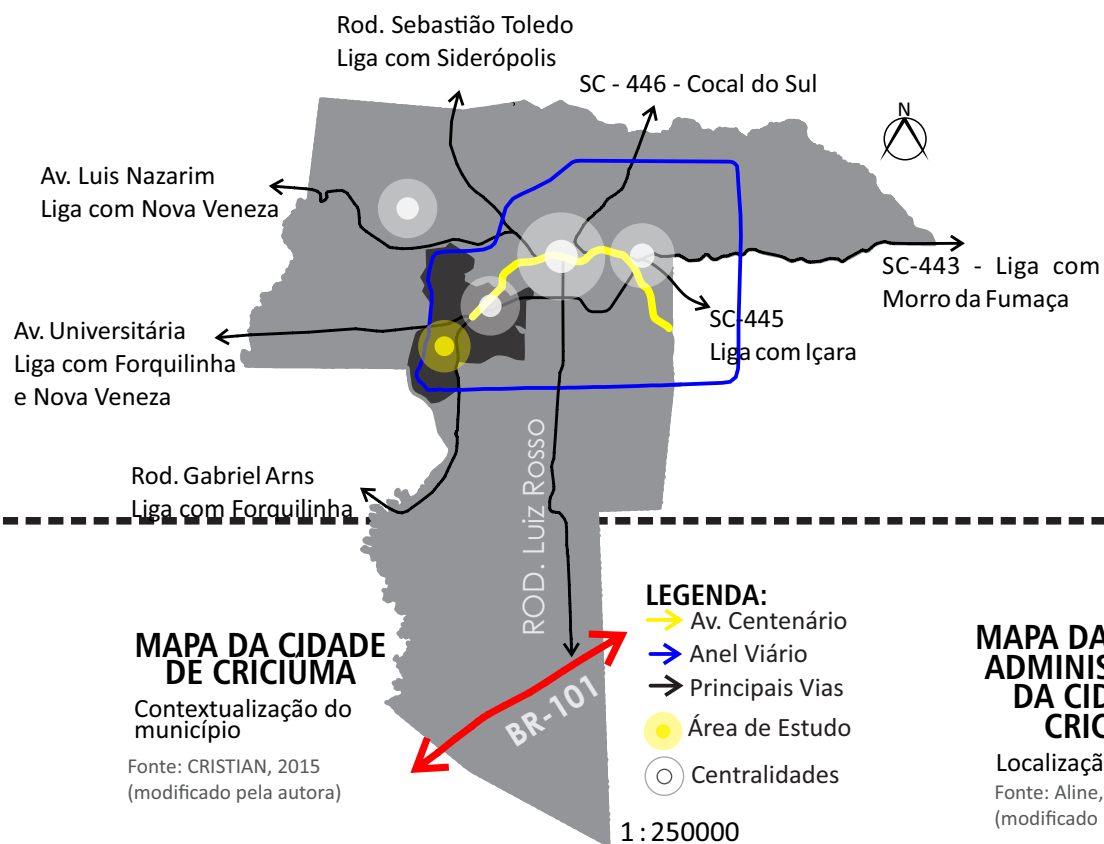 Rod. Sebastião Toledo
Liga com Siderópolis
SC - 446 - Cocal do Sul
N
Av. Luis Nazarim
Liga com Nova Veneza
SC-443 - Liga com
Morro da Fumaça
SC-445
Liga com Içara
Av. Universitária
Liga com Forquilinha
e Nova Veneza
Rod. Gabriel Arns
Liga com Forquilinha
ROD. Luiz Rosso
BR-101
LEGENDA:
Av. Centenário
Anel Viário
Principais Vias
Área de Estudo
Centralidades
1 : 250000
MAPA DA CIDADE
DE CRICIÚMA
Contextualização do
município
Fonte: CRISTIAN, 2015
(modificado pela autora)
MAPA DA
ADMINIS
DA CID
CRIC
Localizaçã
Fonte: Aline,
(modificado